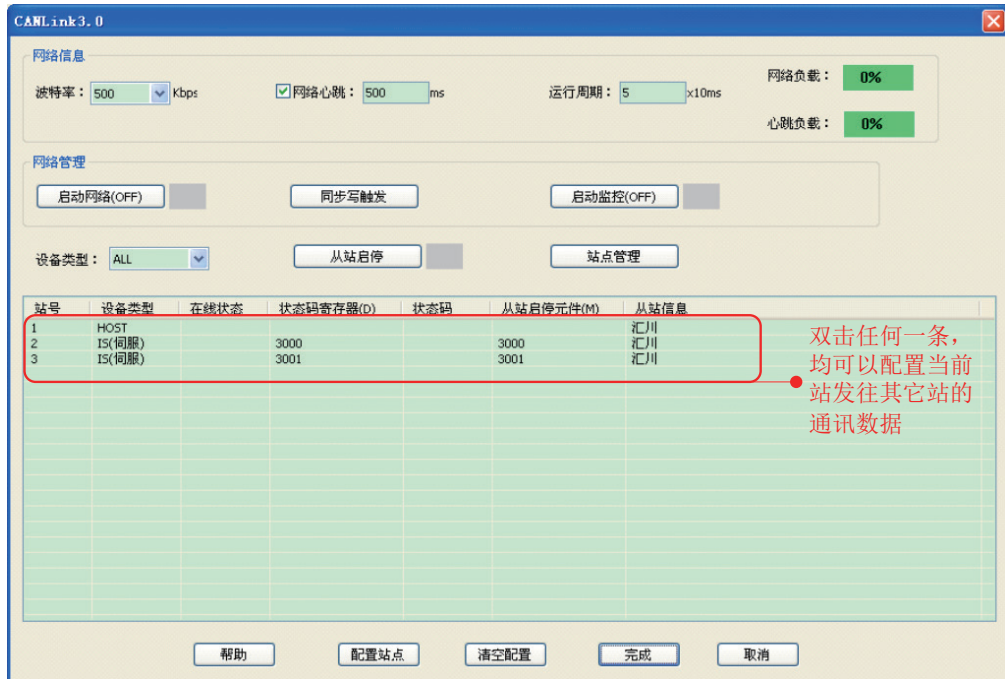 CANLink3.0
网络信息
波特率： 500 Kbps 网络心跳： 500 ms 运行周期： 5 x10ms 网络负载： 0%
心跳负载： 0%
网络管理
启动网络(OFF) 同步写触发 启动监控(OFF)
设备类型： ALL 从站启停 站点管理
站号 设备类型 在线状态 状态码寄存器(D) 状态码 从站启停元件(M) 从站信息
1 HOST 汇川
2 IS(伺服) 3000 3000 汇川
3 IS(伺服) 3001 3001 汇川
双击任何一条，
均可以配置当前
站发往其它站的
通讯数据
帮助 配置站点 清空配置 完成 取消